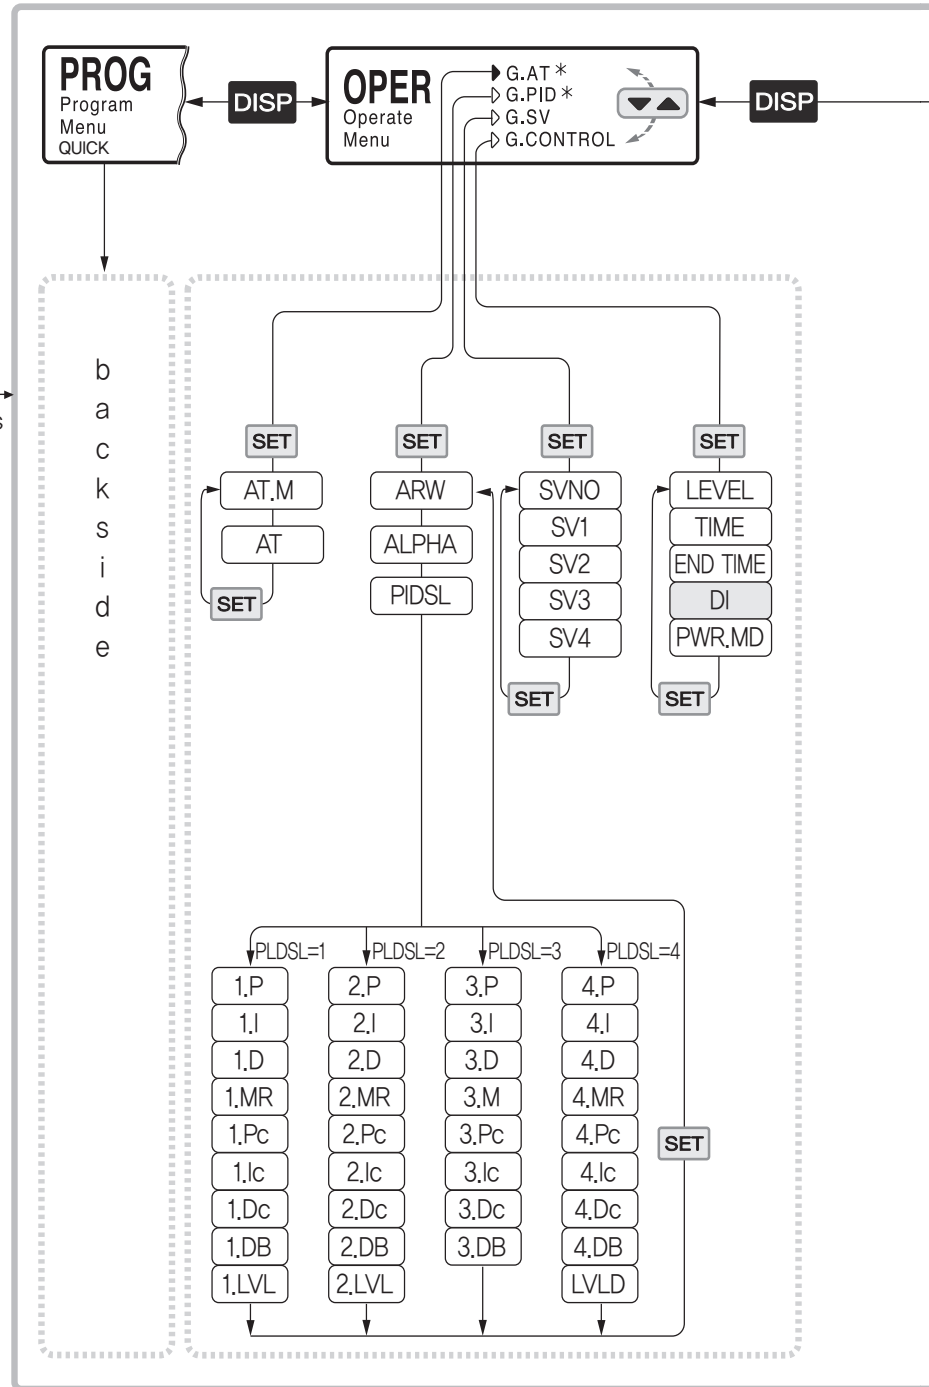 PROG
Program
Menu
QUICK
DISP
OPER
Operate
Menu
G.AT *
G.PID *
G.SV
G.CONTROL
DISP
s
b
a
c
k
s
i
d
e
SET
AT.M
AT
SET
SET
ARW
ALPHA
PIDSL
SET
SVNO
SV1
SV2
SV3
SV4
SET
SET
LEVEL
TIME
END TIME
DI
PWR.MD
SET
PLDSL=1
1.P
1.I
1.D
1.MR
1.Pc
1.Ic
1.Dc
1.DB
1.LVL
PLDSL=2
2.P
2.I
2.D
2.MR
2.Pc
2.Ic
2.Dc
2.DB
2.LVL
PLDSL=3
3.P
3.I
3.D
3.M
3.Pc
3.Ic
3.Dc
3.DB
PLDSL=4
4.P
4.I
4.D
4.MR
4.Pc
4.Ic
4.Dc
4.DB
LVLD
SET